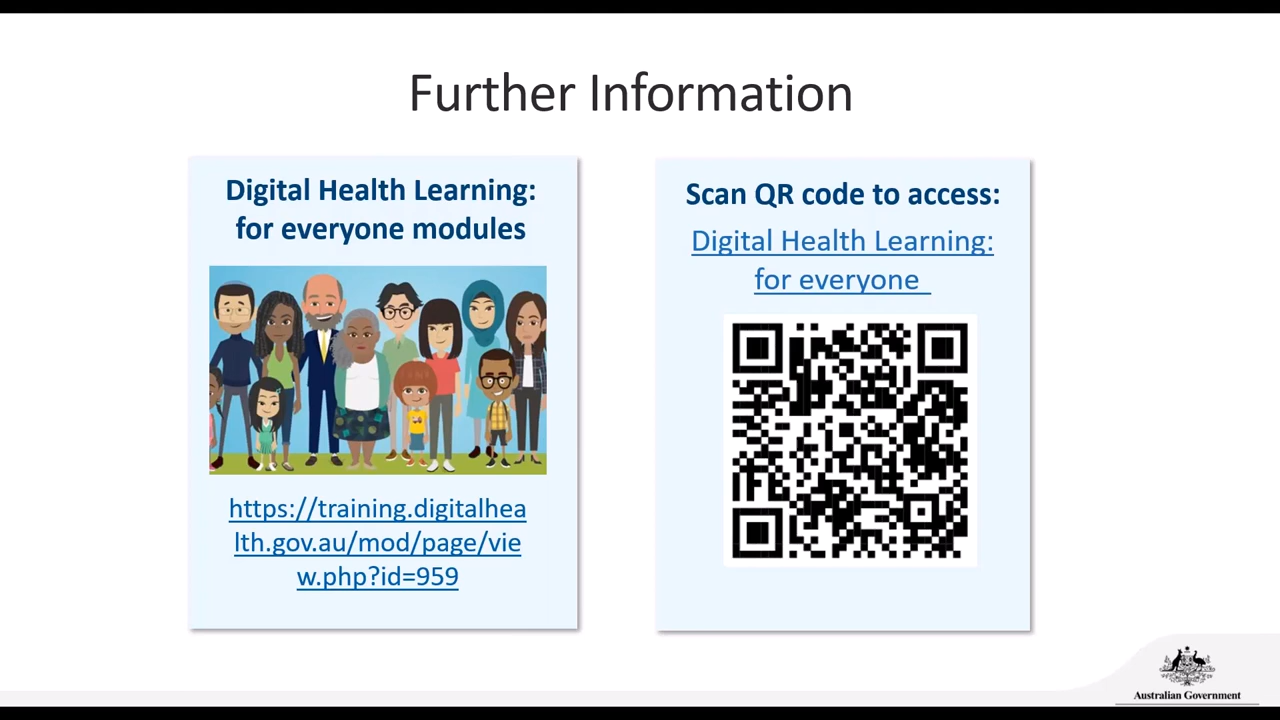 Further Information
Digital Health Learning:
for everyone modules
https://training.digitalhea
lth.gov.au/mod/page/vie
w.php?id=959
Scan QR code to access:
Digital Health Learning:
for everyone
Australian Government